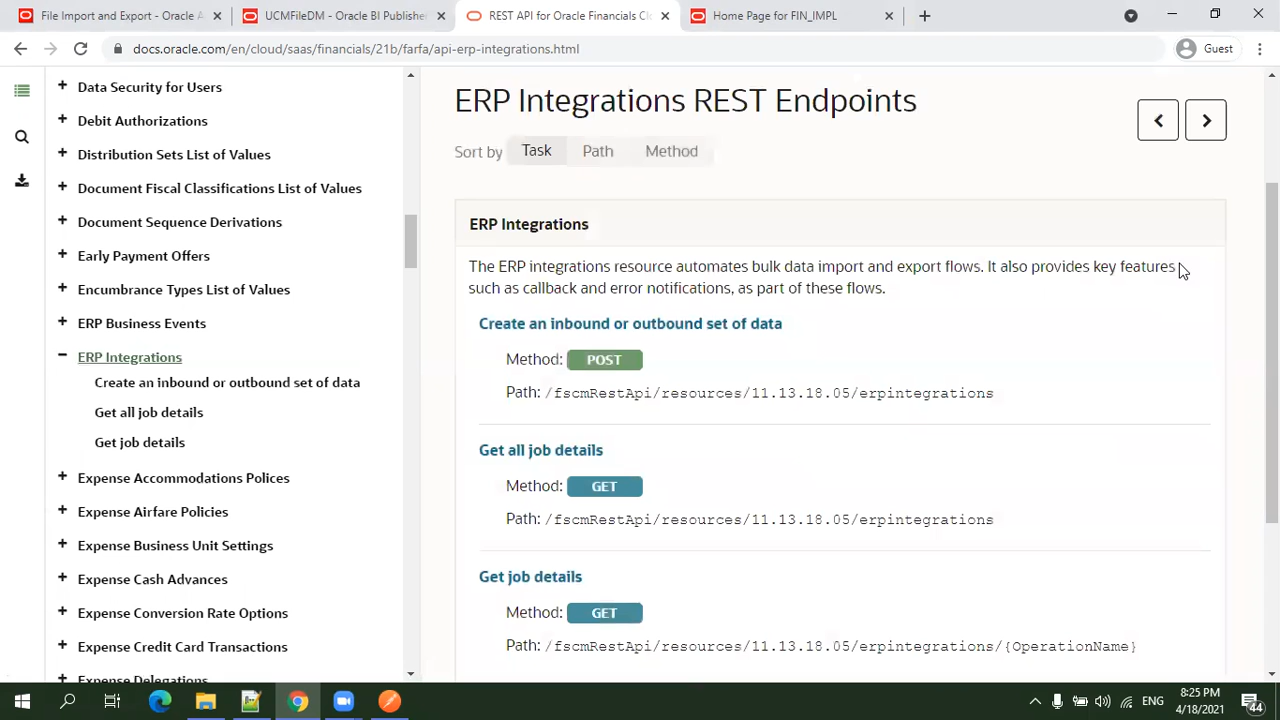 File Import and Export - Oracle A
UCMFileDM - Oracle BI Publisher
REST API for Oracle Financials Cl
Home Page for FIN_IMPL
docs.oracle.com/en/cloud/saas/financials/21b/farfa/api-erp-integrations.html
Guest
Data Security for Users
Debit Authorizations
Distribution Sets List of Values
Document Fiscal Classifications List of Values
Document Sequence Derivations
Early Payment Offers
Encumbrance Types List of Values
ERP Business Events
ERP Integrations
Create an inbound or outbound set of data
Get all job details
Get job details
Expense Accommodations Polices
Expense Airfare Policies
Expense Business Unit Settings
Expense Cash Advances
Expense Conversion Rate Options
Expense Credit Card Transactions
Expense Delegations
ERP Integrations REST Endpoints
Sort by Task Path Method
ERP Integrations
The ERP integrations resource automates bulk data import and export flows. It also provides key features
such as callback and error notifications, as part of these flows.
Create an inbound or outbound set of data
Method: POST
Path: /fscmRestApi/resources/11.13.18.05/erpintegrations
Get all job details
Method: GET
Path: /fscmRestApi/resources/11.13.18.05/erpintegrations
Get job details
Method: GET
Path: /fscmRestApi/resources/11.13.18.05/erpintegrations/{OperationName}
ENG
8:25 PM
4/18/2021
44